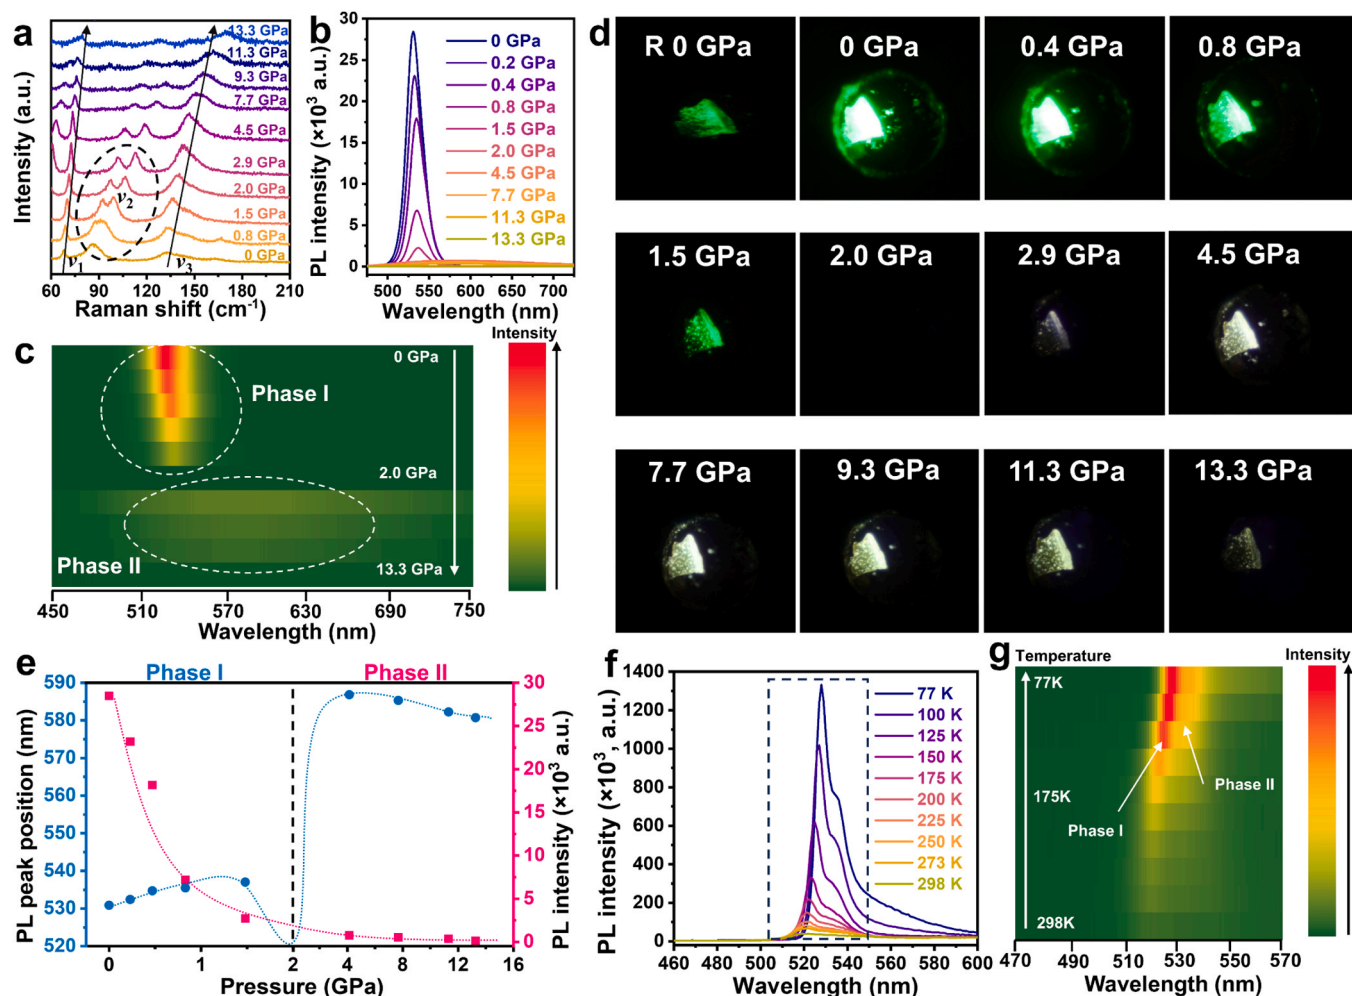 a
Intensity (a.u.)
13.3 GPa
11.3 GPa
9.3 GPa
7.7 GPa
4.5 GPa
2.9 GPa
2.0 GPa
1.5 GPa
0.8 GPa
0 GPa
ν1
ν2
ν3
60 90 120 150 180 210
Raman shift (cm-1)
b
PL intensity (×10³ a.u.)
30
25
20
15
10
5
0
0 GPa
0.2 GPa
0.4 GPa
0.8 GPa
1.5 GPa
2.0 GPa
4.5 GPa
7.7 GPa
11.3 GPa
13.3 GPa
500 550 600 650 700
Wavelength (nm)
c
Intensity
0 GPa
Phase I
2.0 GPa
Phase II
13.3 GPa
450 510 570 630 690 750
Wavelength (nm)
d
R 0 GPa
0 GPa
0.4 GPa
0.8 GPa
1.5 GPa
2.0 GPa
2.9 GPa
4.5 GPa
7.7 GPa
9.3 GPa
11.3 GPa
13.3 GPa
e
Phase I
Phase II
PL peak position (nm)
590
585
580
575
570
565
560
555
550
545
540
535
530
525
520
30
25
20
15
10
5
0
PL intensity (×10³ a.u.)
0 1 2 4 6 8 10 12 14 16
Pressure (GPa)
f
PL intensity (×10³, a.u.)
1400
1200
1000
800
600
400
200
0
77 K
100 K
125 K
150 K
175 K
200 K
225 K
250 K
273 K
298 K
460 480 500 520 540 560 580 600
Wavelength (nm)
g
Temperature
Intensity
77K
175K
298K
Phase I
Phase II
470 490 510 530 550 570
Wavelength (nm)